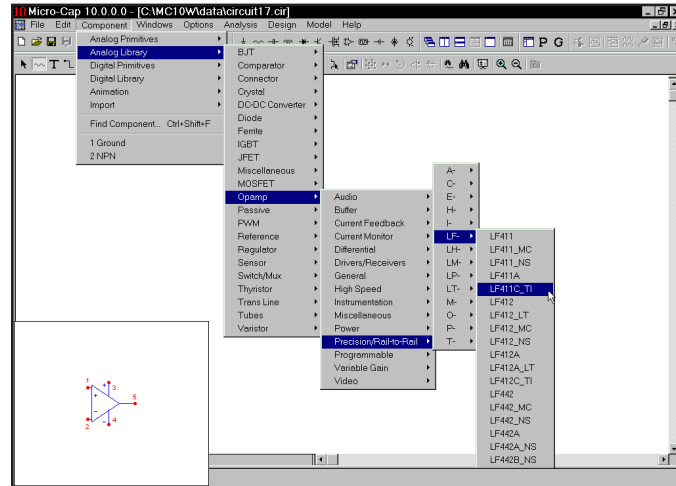 10 Micro-Cap 10.0.0.0 - [C:\MC10W\data\circuit17.cir]
File Edit Component Windows Options Analysis Design Model Help
Analog Primitives
Analog Library
Digital Primitives
Digital Library
Animation
Import
Find Component... Ctrl+Shift+F
1 Ground
2 NPN
BJT
Comparator
Connector
Crystal
DC-DC Converter
Diode
Ferrite
IGBT
JFET
Miscellaneous
MOSFET
Opamp
Passive
PWM
Reference
Regulator
Sensor
Switch/Mux
Thyristor
Trans Line
Tubes
Varistor
Audio
Buffer
Current Feedback
Current Monitor
Differential
Drivers/Receivers
General
High Speed
Instrumentation
Miscellaneous
Power
Precision/Rail-to-Rail
Programmable
Variable Gain
Video
A-
C-
E-
H-
I-
LF-
LH-
LM-
LP-
LT-
M-
O-
P-
T-
LF411
LF411_MC
LF411_NS
LF411A
LF411C_TI
LF412
LF412_LT
LF412_MC
LF412_NS
LF412A
LF412A_LT
LF412C_TI
LF442
LF442_MC
LF442_NS
LF442A
LF442A_NS
LF442B_NS
T
P G
1
3
5
2
4